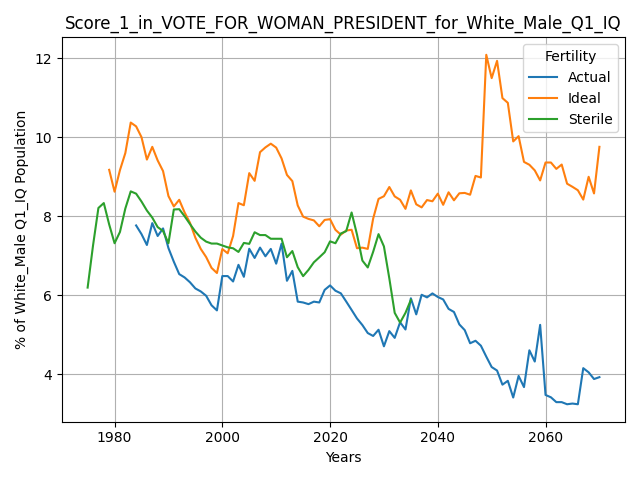 Score_1_in_VOTE_FOR_WOMAN_PRESIDENT_for_White_Male_Q1_IQ
Fertility
Actual
Ideal
Sterile
% of White_Male Q1_IQ Population
12
10
8
6
4
1980 2000 2020 2040 2060
Years